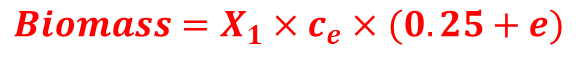 Biomass = X₁ × cₑ × (0.25 + e)